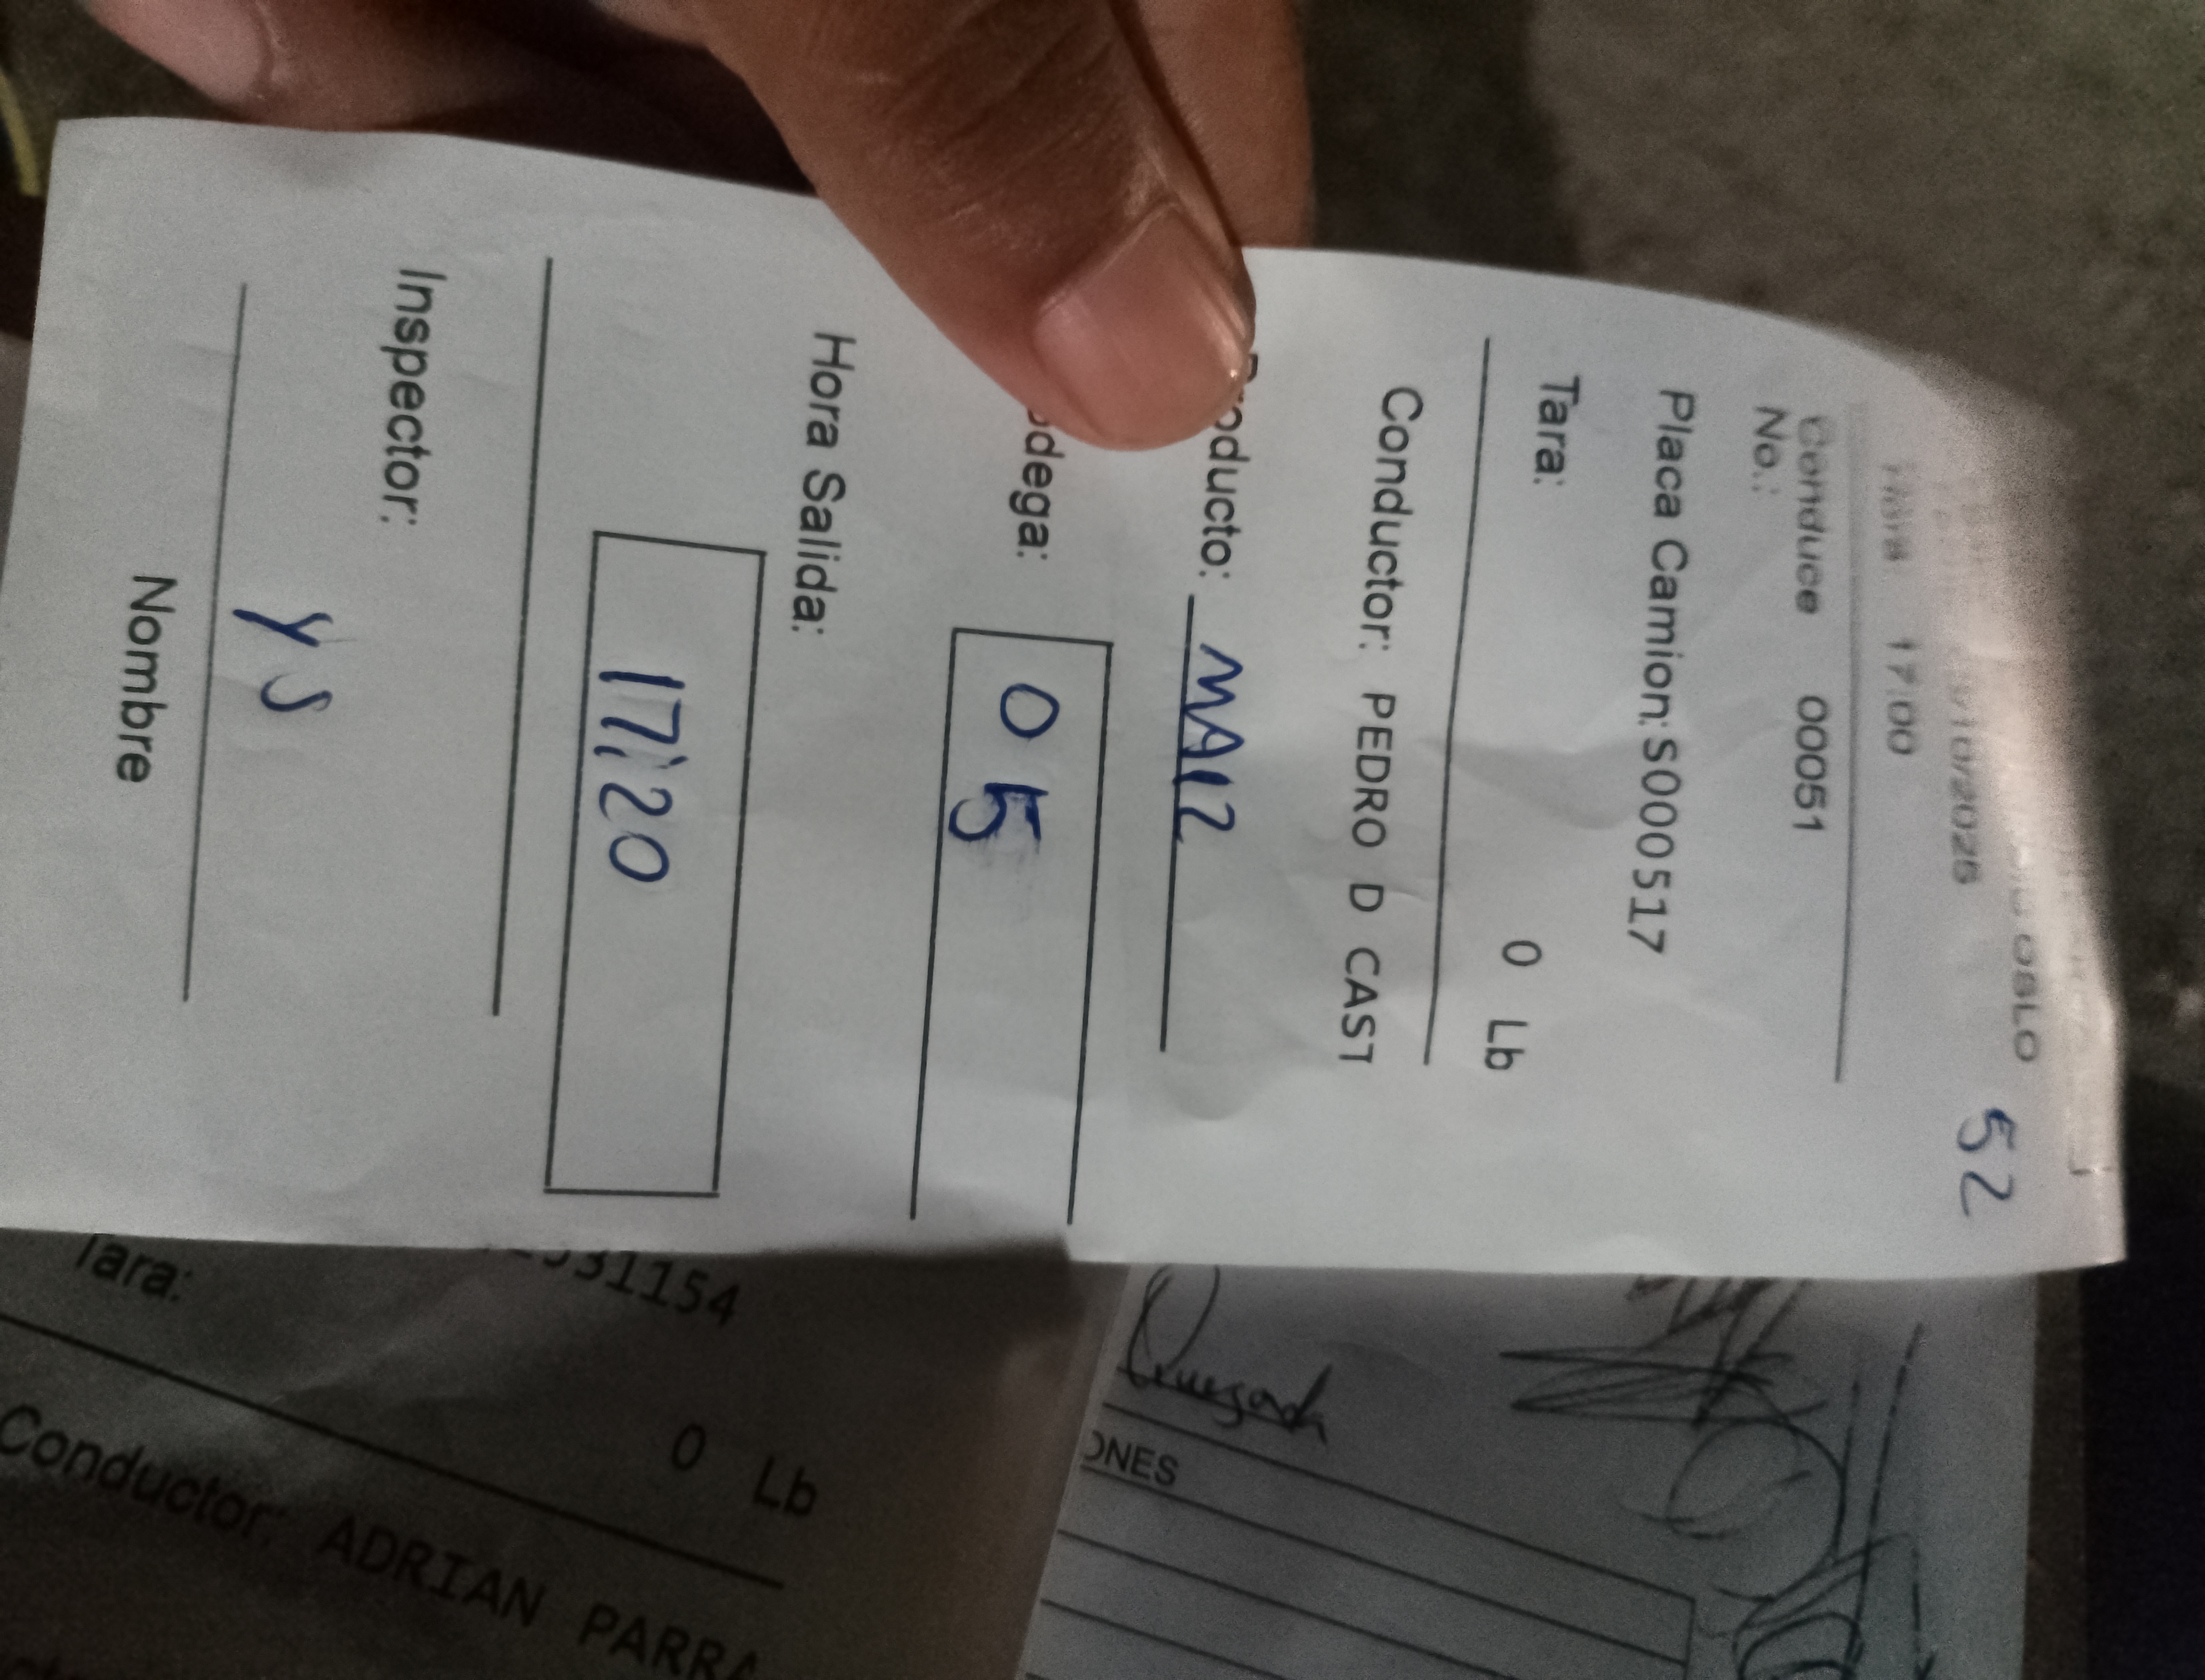 52
17:00
Conduce 00051
No.:
Placa Camion:S000517
Tara: 0 Lb
Conductor: PEDRO D CAST
oducto: MAIZ
odega: 05
Hora Salida:
17:20
Inspector:
YS
Nombre
31154
Tara:
0 Lb
Conductor: ADRIAN PARRA
ONES